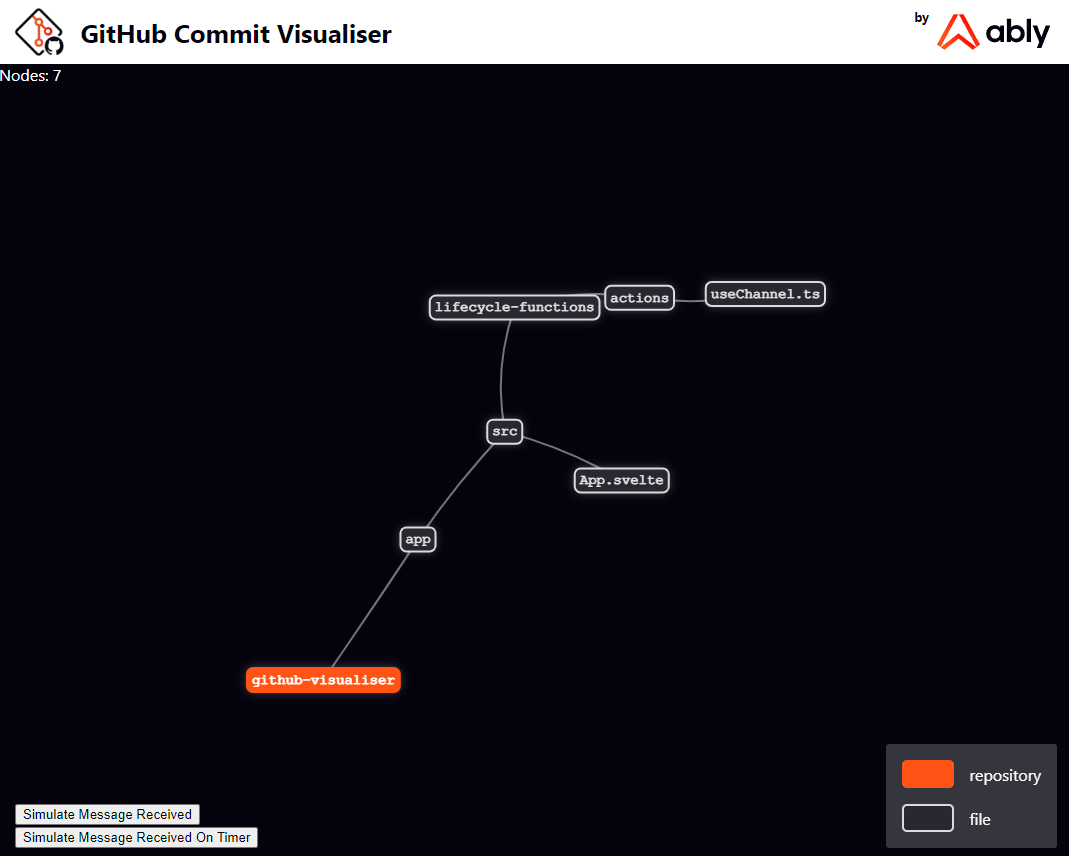 GitHub Commit Visualiser
by
ably
Nodes: 7
lifecycle-functions
actions
useChannel.ts
src
App.svelte
app
github-visualiser
repository
file
Simulate Message Received
Simulate Message Received On Timer